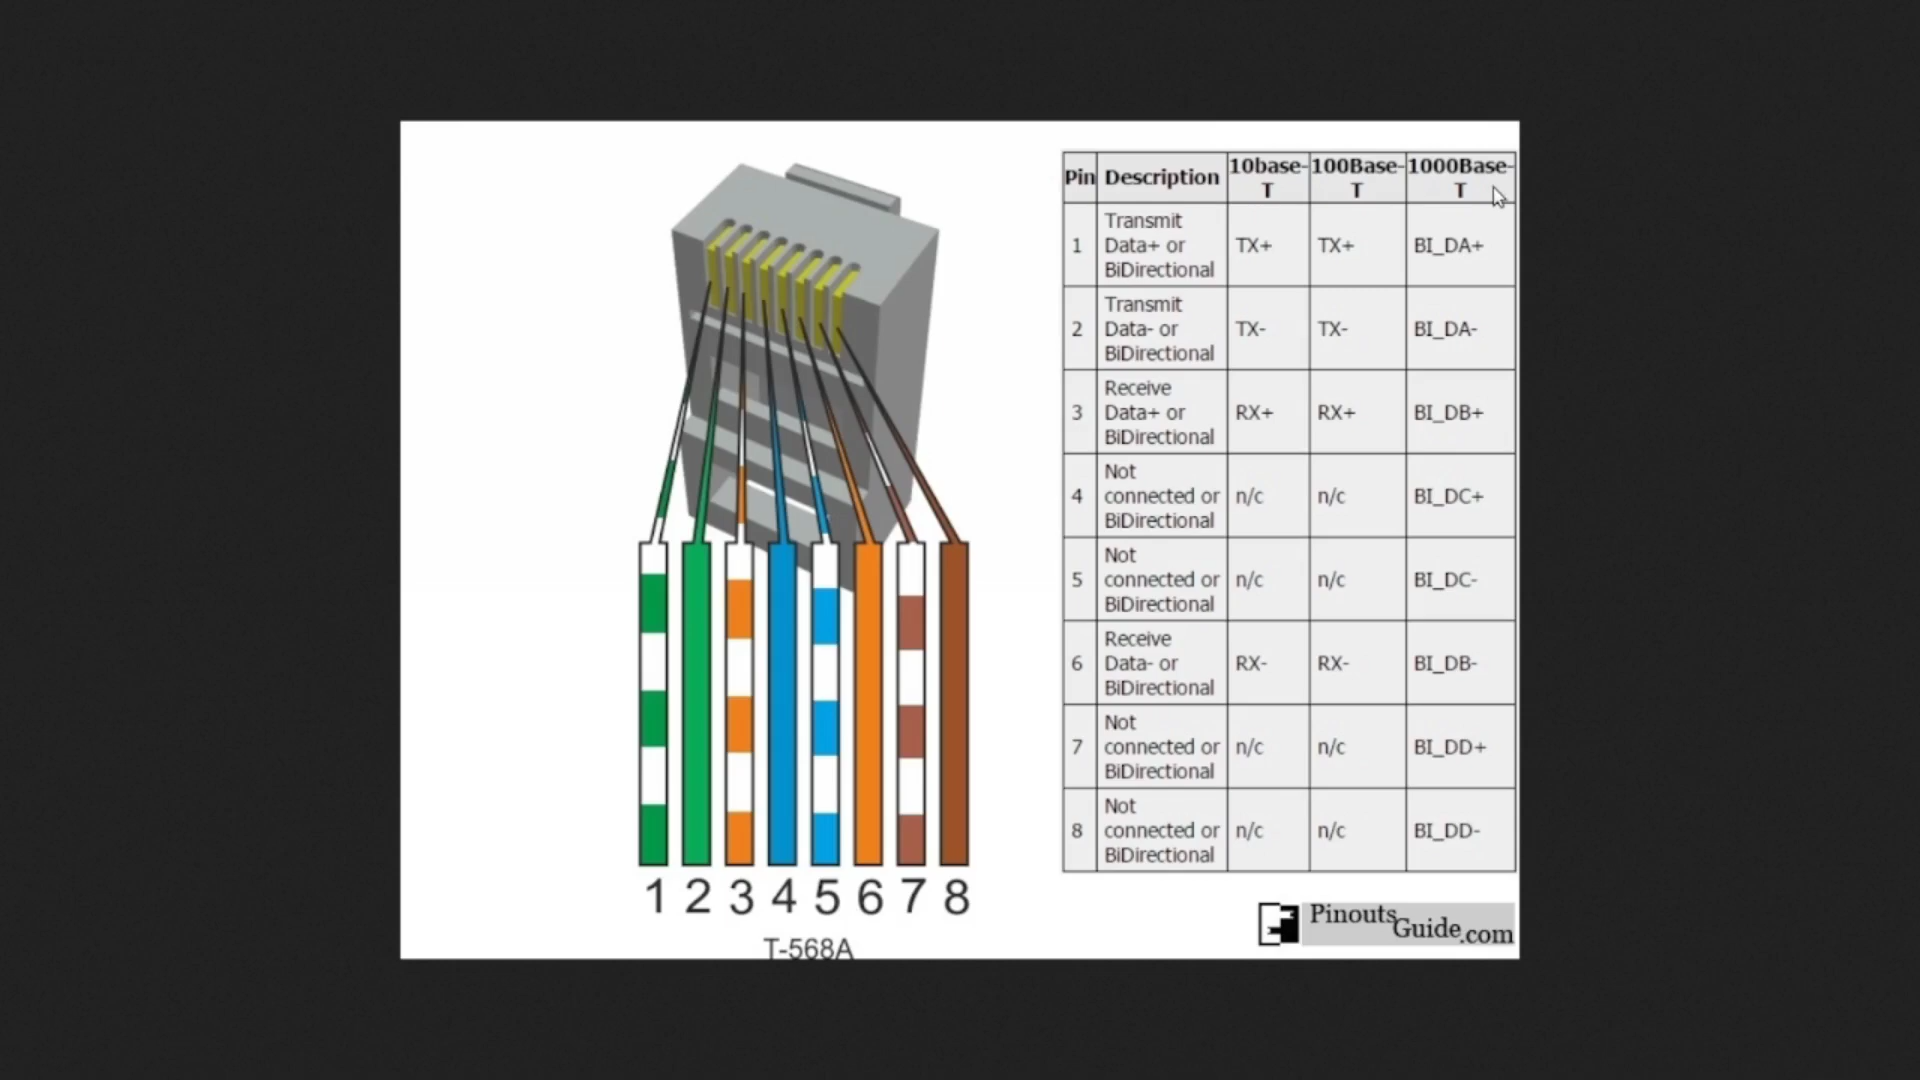 Pin Description 10base-T 100Base-T 1000Base-T
1 Transmit Data+ or BiDirectional TX+ TX+ BI_DA+
2 Transmit Data- or BiDirectional TX- TX- BI_DA-
3 Receive Data+ or BiDirectional RX+ RX+ BI_DB+
4 Not connected or BiDirectional n/c n/c BI_DC+
5 Not connected or BiDirectional n/c n/c BI_DC-
6 Receive Data- or BiDirectional RX- RX- BI_DB-
7 Not connected or BiDirectional n/c n/c BI_DD+
8 Not connected or BiDirectional n/c n/c BI_DD-
1 2 3 4 5 6 7 8
T-568A
PinoutsGuide.com